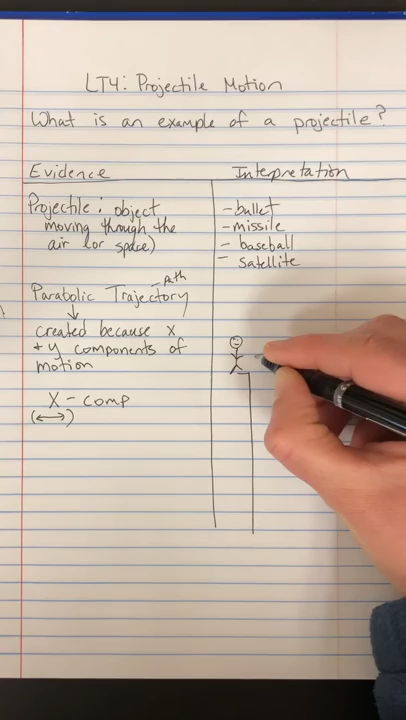 LT4: Projectile Motion
What is an example of a projectile?
Evidence
Interpretation
Projectile: object
moving through the
air (or space)
- bullet
- missile
- baseball
- satellite
- Path
Parabolic Trajectory
created because x
+ y components of
motion
X - comp